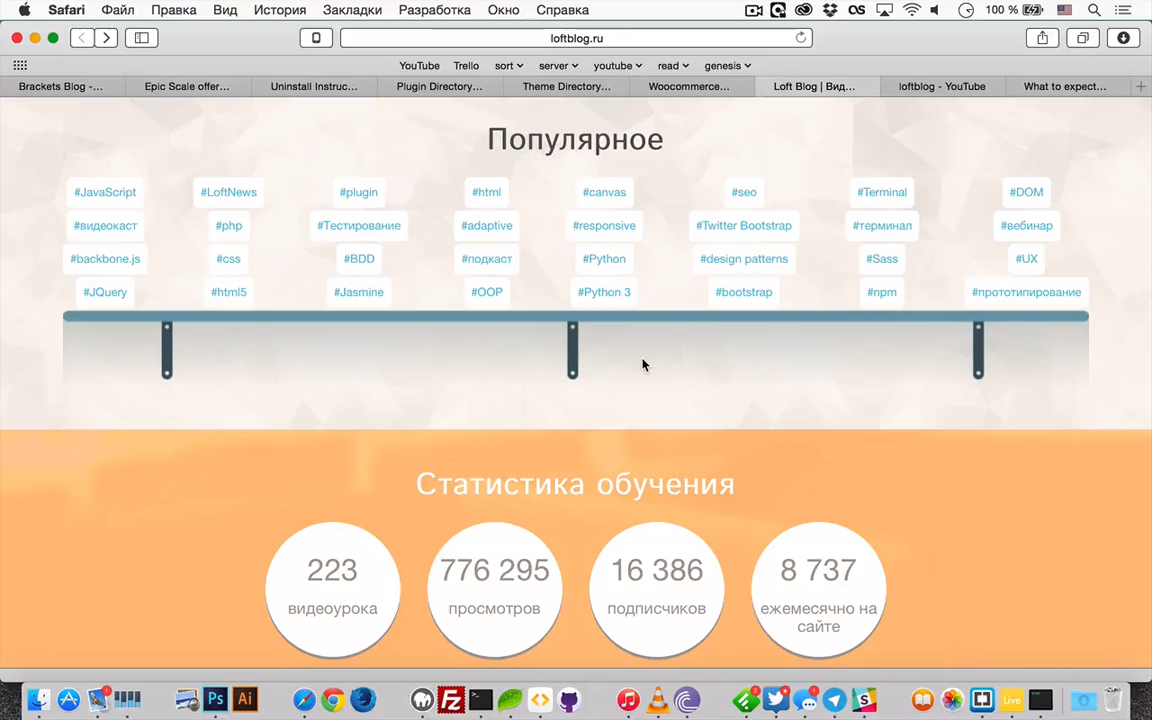 Safari Файл Правка Вид История Закладки Разработка Окно Справка 100 %
loftblog.ru
YouTube Trello sort server youtube read genesis
Brackets Blog -... Epic Scale offer... Uninstall Instruc... Plugin Directory... Theme Directory... Woocommerce... Loft Blog | Вид... loftblog - YouTube What to expect...
Популярное
#JavaScript #LoftNews #plugin #html #canvas #seo #Terminal #DOM
#видеокаст #php #Тестирование #adaptive #responsive #Twitter Bootstrap #терминал #вебинар
#backbone.js #css #BDD #подкаст #Python #design patterns #Sass #UX
#JQuery #html5 #Jasmine #OOP #Python 3 #bootstrap #npm #прототипирование
Статистика обучения
223 776 295 16 386 8 737
видеоурока просмотров подписчиков ежемесячно на
сайте
Ps Ai Fz Live